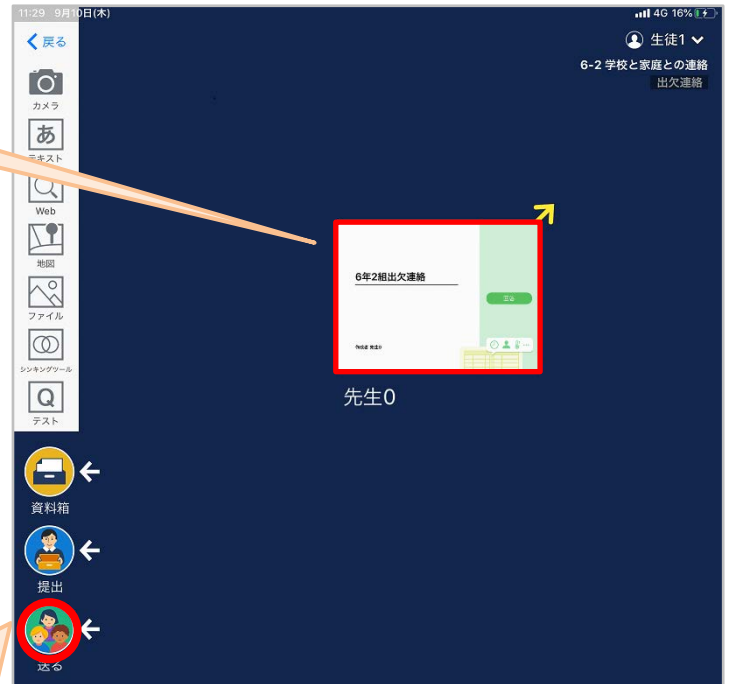 11:29 9月10日(木)
4G 16%
戻る
生徒1
6-2 学校と家庭との連絡
出欠連絡
カメラ
あ
テキスト
Web
地図
ファイル
シンキングツール
Q
テスト
6年2組出欠連絡
先生0
資料箱
提出
送る